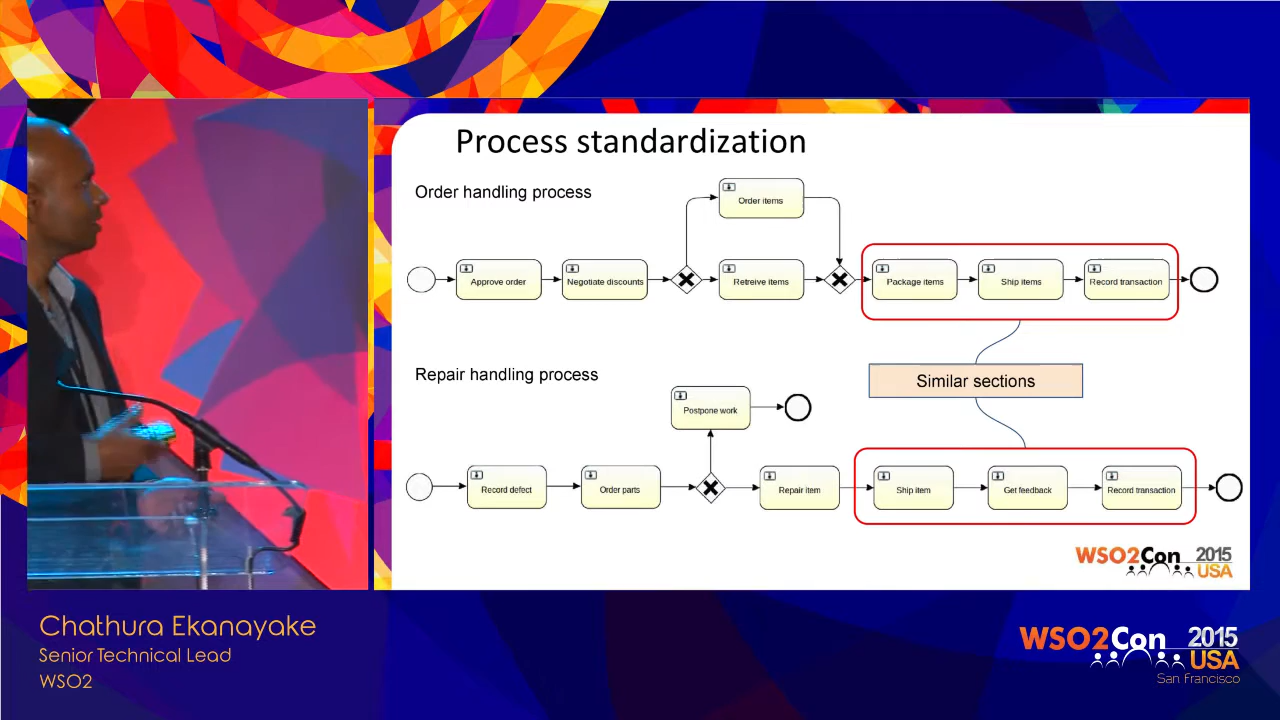 Process standardization
Order handling process
Order items
Approve order
Negotiate discounts
Retreive items
Package items
Ship items
Record transaction
Similar sections
Repair handling process
Postpone work
Record defect
Order parts
Repair item
Ship item
Get feedback
Record transaction
WSO2Con 2015
USA
Chathura Ekanayake
Senior Technical Lead
WSO2
WSO2Con 2015
USA
San Francisco